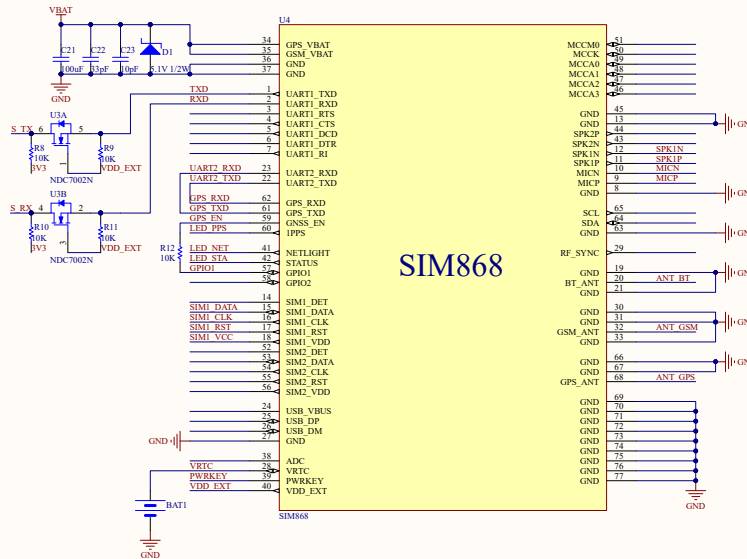 VBAT
U4
C21
C22
C23
D1
100uF
33pF
10pF
5.1V 1/2W
GND
34 GPS_VBAT
35 GSM_VBAT
36 GND
37 GND
TXD 1 UART1_TXD
RXD 2 UART1_RXD
3 UART1_RTS
4 UART1_CTS
5 UART1_DCD
6 UART1_DTR
7 UART1_RI
U3A
S_TX 6 5
1
R8
10K
3V3
R9
10K
VDD_EXT
NDC7002N
UART2_RXD 23 UART2_RXD
UART2_TXD 22 UART2_TXD
U3B
S_RX 4 2
3
R10
10K
3V3
R11
10K
VDD_EXT
NDC7002N
GPS_RXD 62 GPS_RXD
GPS_TXD 61 GPS_TXD
GPS_EN 59 GNSS_EN
LED_PPS 60 1PPS
R12
10K
LED_NET 41 NETLIGHT
LED_STA 42 STATUS
GPIO1 57 GPIO1
58 GPIO2
14 SIM1_DET
SIM1_DATA 15 SIM1_DATA
SIM1_CLK 16 SIM1_CLK
SIM1_RST 17 SIM1_RST
SIM1_VCC 18 SIM1_VDD
52 SIM2_DET
53 SIM2_DATA
54 SIM2_CLK
55 SIM2_RST
56 SIM2_VDD
24 USB_VBUS
25 USB_DP
26 USB_DM
GND 27 GND
38 ADC
VRTC 28 VRTC
PWRKEY 39 PWRKEY
VDD_EXT 40 VDD_EXT
BAT1
GND
SIM868
SIM868
MCCM0 51
MCCK 50
MCCA0 49
MCCA1 48
MCCA2 47
MCCA3 46
GND 45
GND 13
SPK2P 44
SPK2N 43
SPK1N 12 SPK1N
SPK1P 11 SPK1P
MICN 10 MICN
MICP 9 MICP
GND 8
SCL 65
SDA 64
GND 63
RF_SYNC 29
GND 19
BT_ANT 20 ANT_BT
GND 21
GND 30
GND 31
GSM_ANT 32 ANT_GSM
GND 33
GND 66
GND 67
GPS_ANT 68 ANT_GPS
GND 69
GND 70
GND 71
GND 72
GND 73
GND 74
GND 75
GND 76
GND 77
GND